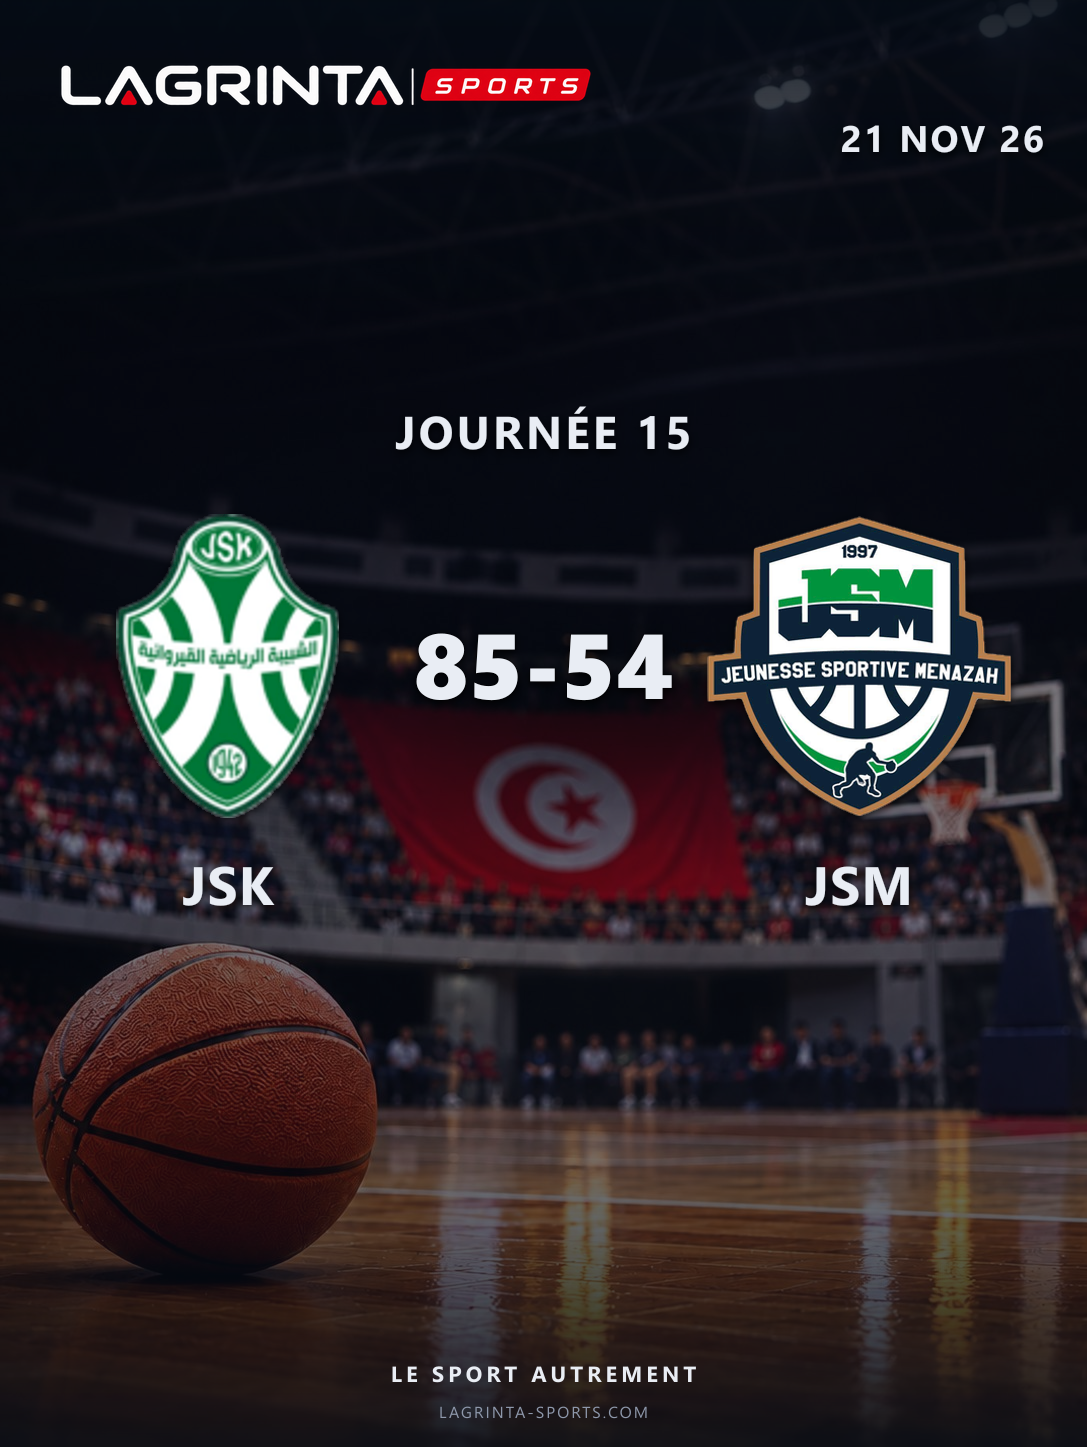 LAGRINTA SPORTS
21 NOV 26
JOURNÉE 15
JSK
الشبيبة الرياضية القيروانية
1942
85-54
1997
JSM
JEUNESSE SPORTIVE MENAZAH
JSK
JSM
LE SPORT AUTREMENT
LAGRINTA-SPORTS.COM